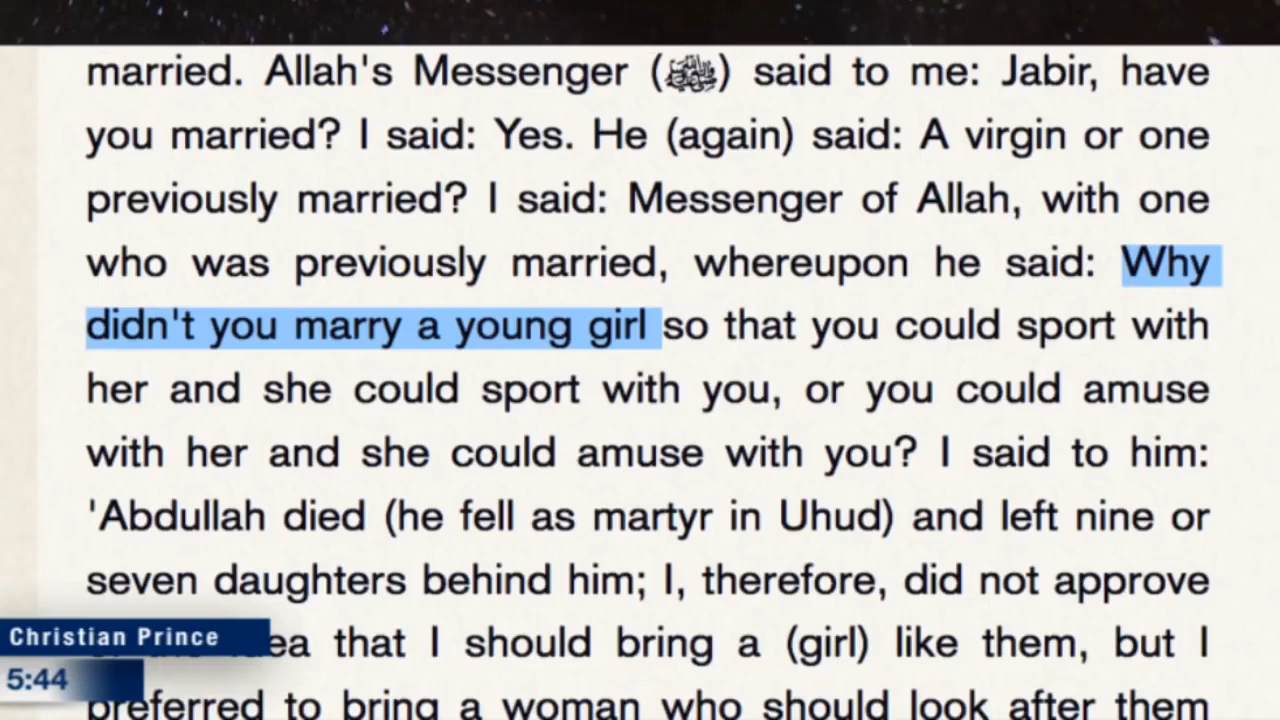 married. Allah's Messenger (ﷺ) said to me: Jabir, have
you married? I said: Yes. He (again) said: A virgin or one
previously married? I said: Messenger of Allah, with one
who was previously married, whereupon he said: Why
didn't you marry a young girl so that you could sport with
her and she could sport with you, or you could amuse
with her and she could amuse with you? I said to him:
'Abdullah died (he fell as martyr in Uhud) and left nine or
seven daughters behind him; I, therefore, did not approve
that I should bring a (girl) like them, but I
preferred to bring a woman who should look after them
Christian Prince
5:44